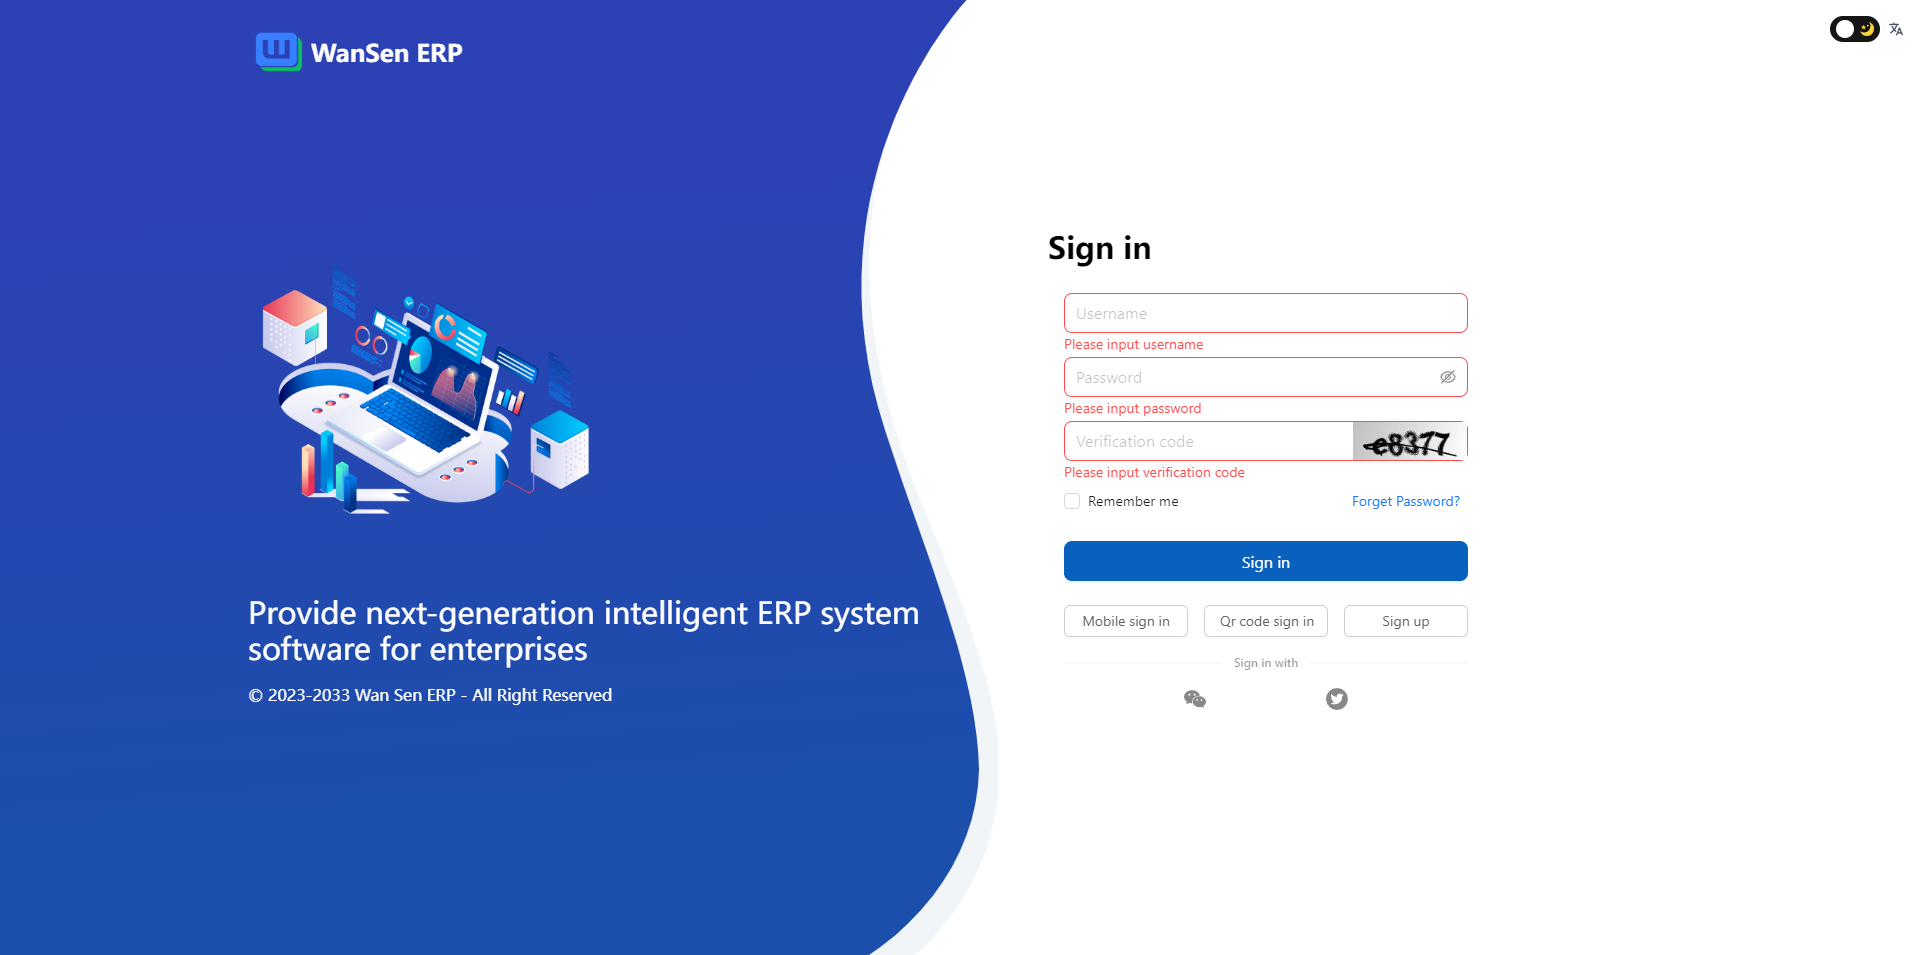 WanSen ERP
Sign in
Username
Please input username
Password
Please input password
Verification code
e8377
Please input verification code
Remember me
Forget Password?
Sign in
Mobile sign in
Qr code sign in
Sign up
Sign in with
Provide next-generation intelligent ERP system
software for enterprises
© 2023-2033 Wan Sen ERP - All Right Reserved